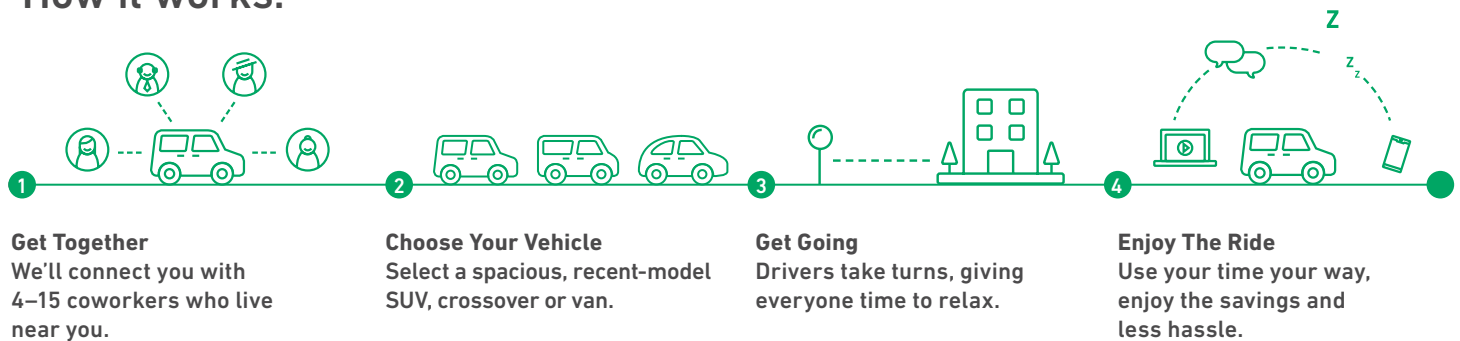 How it works:
Z
Z
Z
1
2
3
4
Get Together
We'll connect you with
4–15 coworkers who live
near you.
Choose Your Vehicle
Select a spacious, recent-model
SUV, crossover or van.
Get Going
Drivers take turns, giving
everyone time to relax.
Enjoy The Ride
Use your time your way,
enjoy the savings and
less hassle.